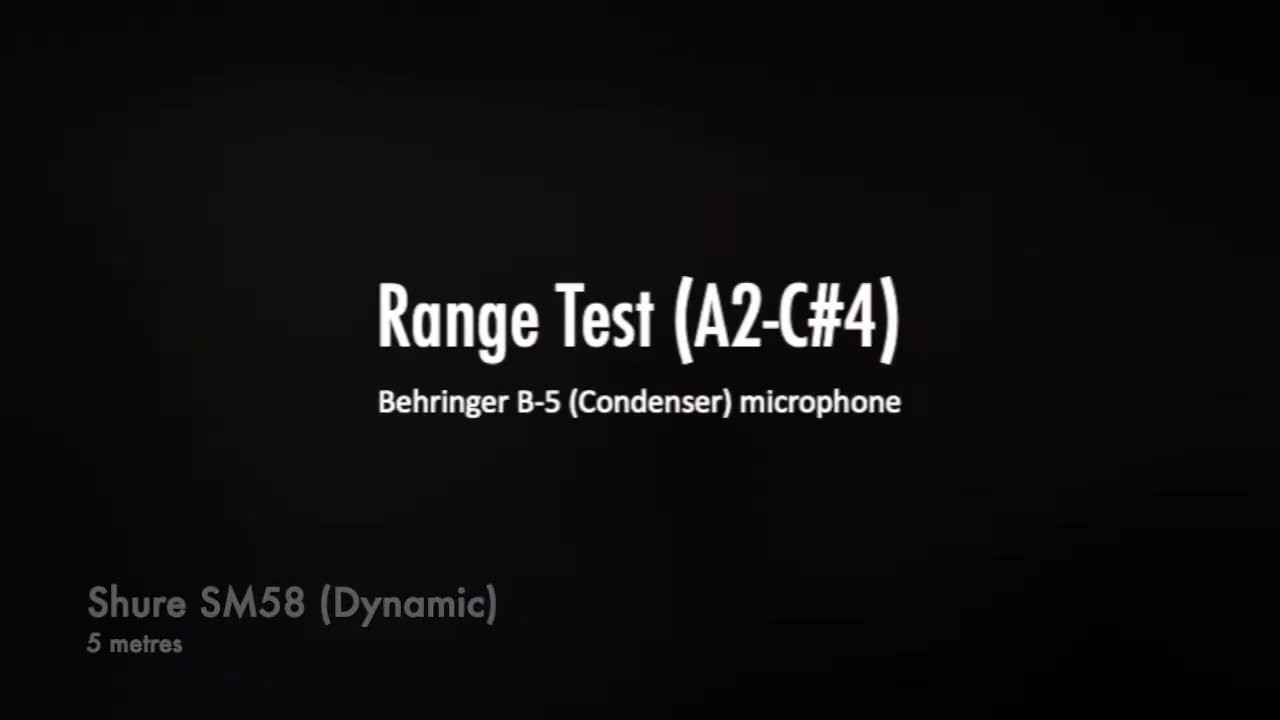 Range Test (A2-C#4)
Behringer B-5 (Condenser) microphone
Shure SM58 (Dynamic)
5 metres